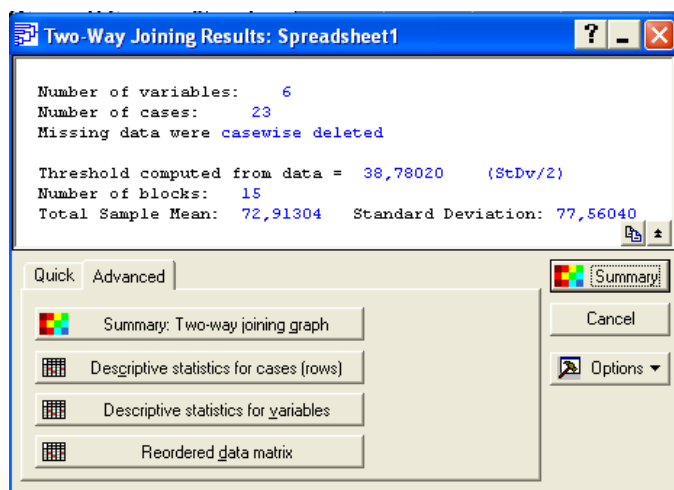 Two-Way Joining Results: Spreadsheet1
Number of variables: 6
Number of cases: 23
Missing data were casewise deleted
Threshold computed from data = 38,78020 (StDv/2)
Number of blocks: 15
Total Sample Mean: 72,91304 Standard Deviation: 77,56040
Quick Advanced
Summary
Summary: Two-way joining graph
Cancel
Descriptive statistics for cases (rows)
Options
Descriptive statistics for variables
Reordered data matrix